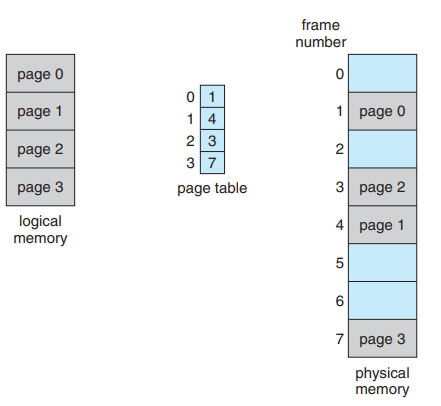 page 0
page 1
page 2
page 3
logical
memory
0 1
1 4
2 3
3 7
page table
frame
number
0
1 page 0
2
3 page 2
4 page 1
5
6
7 page 3
physical
memory